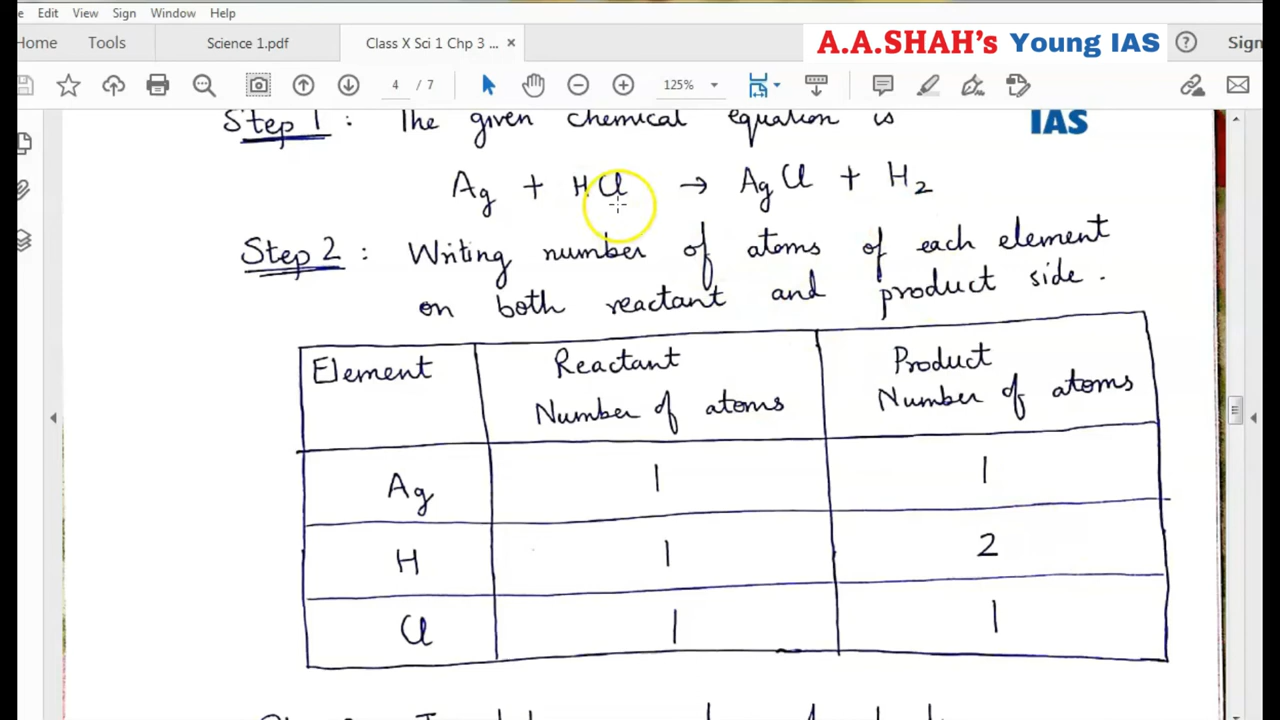 Edit View Sign Window Help
Home Tools Science 1.pdf Class X Sci 1 Chp 3 ... × A.A.SHAH's Young IAS Sign
4 / 7 125%
Step 1 : The given chemical equation is IAS
Ag + HCl → AgCl + H2
Step 2 : Writing number of atoms of each element
on both reactant and product side.
Element Reactant Product
Number of atoms Number of atoms
Ag 1 1
H 1 2
Cl 1 1